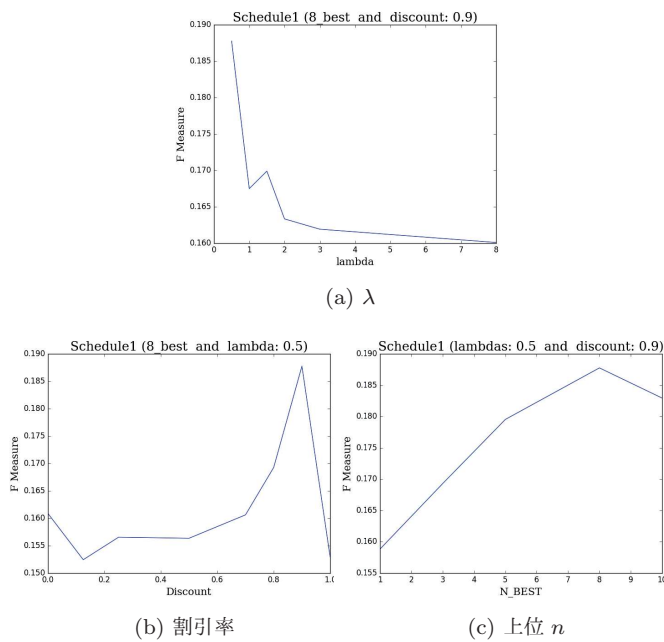 Schedule1 (8_best and discount: 0.9)
0.190
0.185
0.180
0.175
0.170
0.165
0.160
F Measure
0 1 2 3 4 5 6 7 8
lambda
(a) λ
Schedule1 (8_best and lambda: 0.5)
0.190
0.185
0.180
0.175
0.170
0.165
0.160
0.155
0.150
F Measure
0.0 0.2 0.4 0.6 0.8 1.0
Discount
(b) 割引率
Schedule1 (lambdas: 0.5 and discount: 0.9)
0.190
0.185
0.180
0.175
0.170
0.165
0.160
0.155
F Measure
1 2 3 4 5 6 7 8 9 10
N_BEST
(c) 上位 n